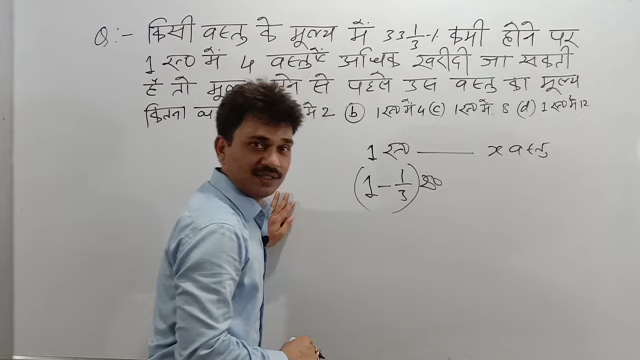 Q:- किसी वस्तु के मूल्य में 33 1/3 % कमी होने पर
1 रू० में 4 वस्तुएँ अधिक खरीदी जा सकती
है तो होने से पहले उस वस्तु का मूल्य
कितना में 2 (b) 1 रू० में 4 (c) 1 रू० में 8 (d) 1 रू० में 12
1 रू० —— x वस्तु
(1 - 1/3) रू०